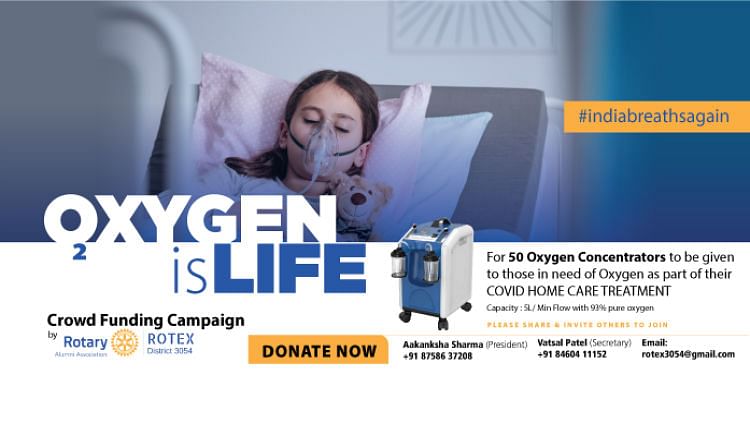 #indiabreathsagain
OXYGEN
2
is LIFE
For 50 Oxygen Concentrators to be given
to those in need of Oxygen as part of their
COVID HOME CARE TREATMENT
Capacity : 5L/ Min Flow with 93% pure oxygen
PLEASE SHARE & INVITE OTHERS TO JOIN
Crowd Funding Campaign
by Rotary
Alumni Association
ROTEX
District 3054
DONATE NOW
Aakanksha Sharma (President)
+91 87586 37208
Vatsal Patel (Secretary)
+91 84604 11152
Email:
rotex3054@gmail.com